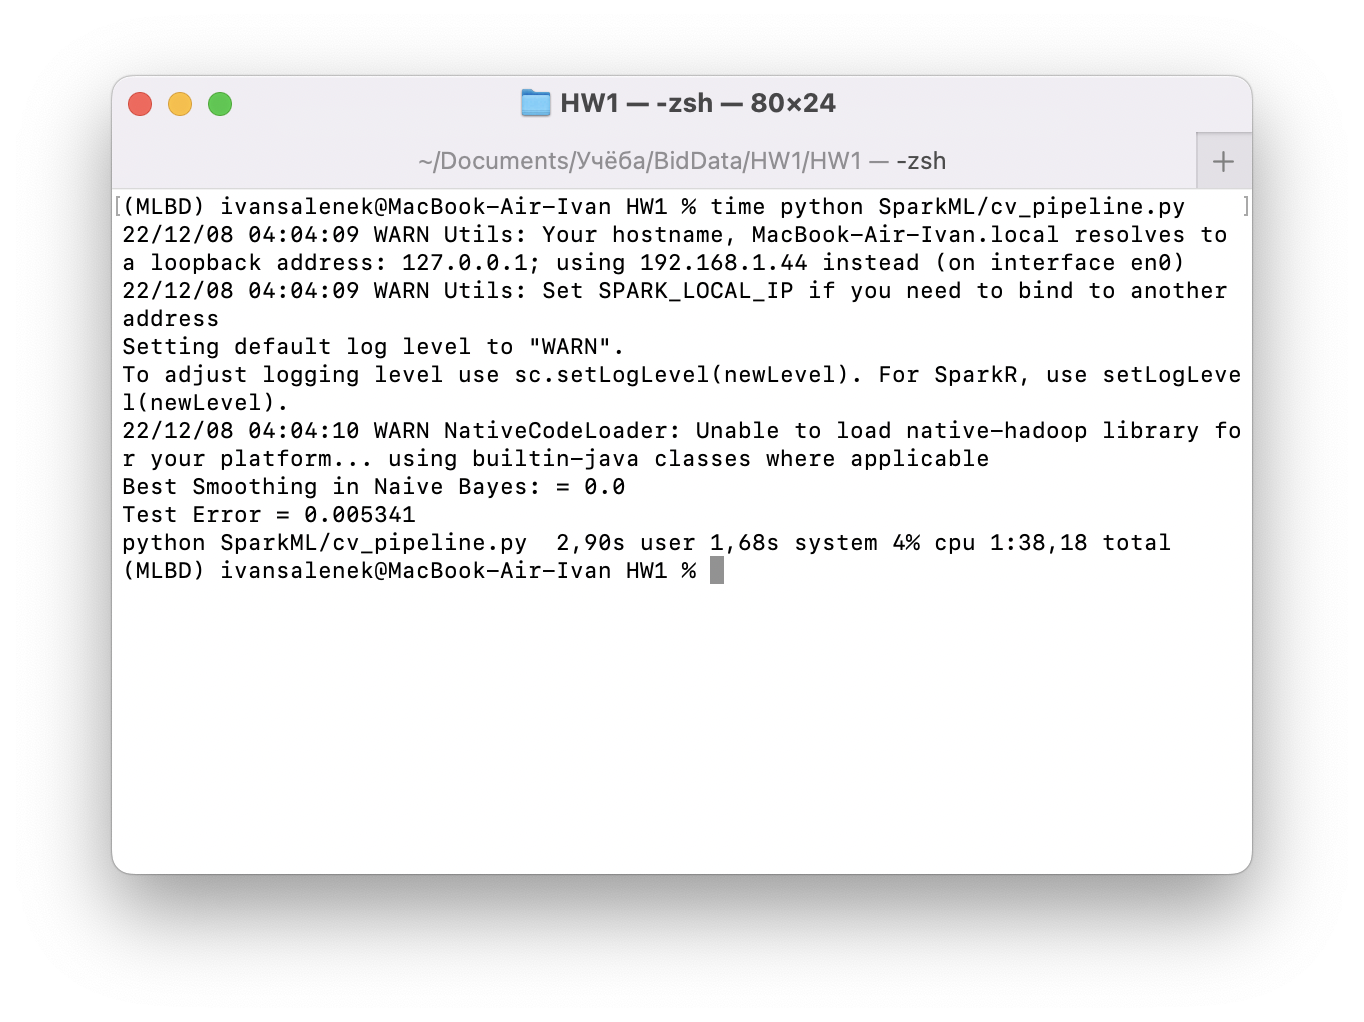 HW1 — -zsh — 80×24
~/Documents/Учёба/BidData/HW1/HW1 — -zsh
[(MLBD) ivansalenek@MacBook-Air-Ivan HW1 % time python SparkML/cv_pipeline.py ]
22/12/08 04:04:09 WARN Utils: Your hostname, MacBook-Air-Ivan.local resolves to
a loopback address: 127.0.0.1; using 192.168.1.44 instead (on interface en0)
22/12/08 04:04:09 WARN Utils: Set SPARK_LOCAL_IP if you need to bind to another
address
Setting default log level to "WARN".
To adjust logging level use sc.setLogLevel(newLevel). For SparkR, use setLogLeve
l(newLevel).
22/12/08 04:04:10 WARN NativeCodeLoader: Unable to load native-hadoop library fo
r your platform... using builtin-java classes where applicable
Best Smoothing in Naive Bayes: = 0.0
Test Error = 0.005341
python SparkML/cv_pipeline.py  2,90s user 1,68s system 4% cpu 1:38,18 total
(MLBD) ivansalenek@MacBook-Air-Ivan HW1 %